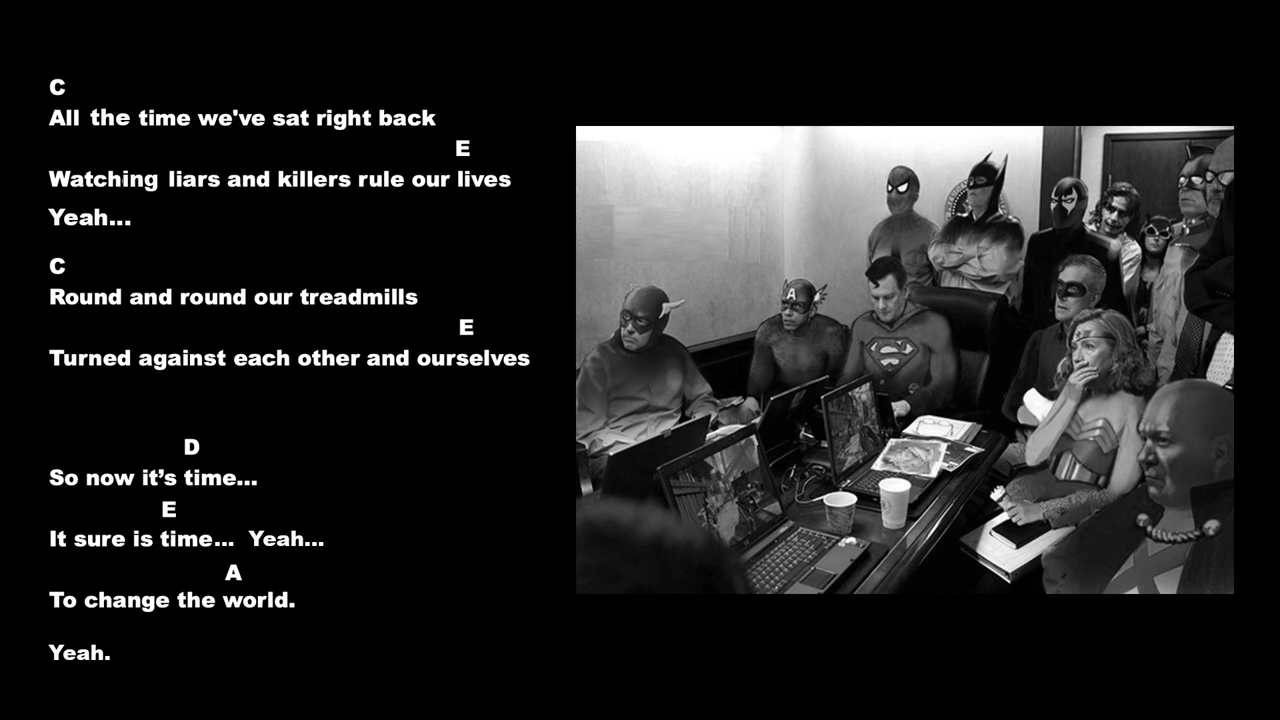 C
All the time we've sat right back
E
Watching liars and killers rule our lives
Yeah...
C
Round and round our treadmills
E
Turned against each other and ourselves
D
So now it’s time...
E
It sure is time... Yeah...
A
To change the world.
Yeah.
A
S